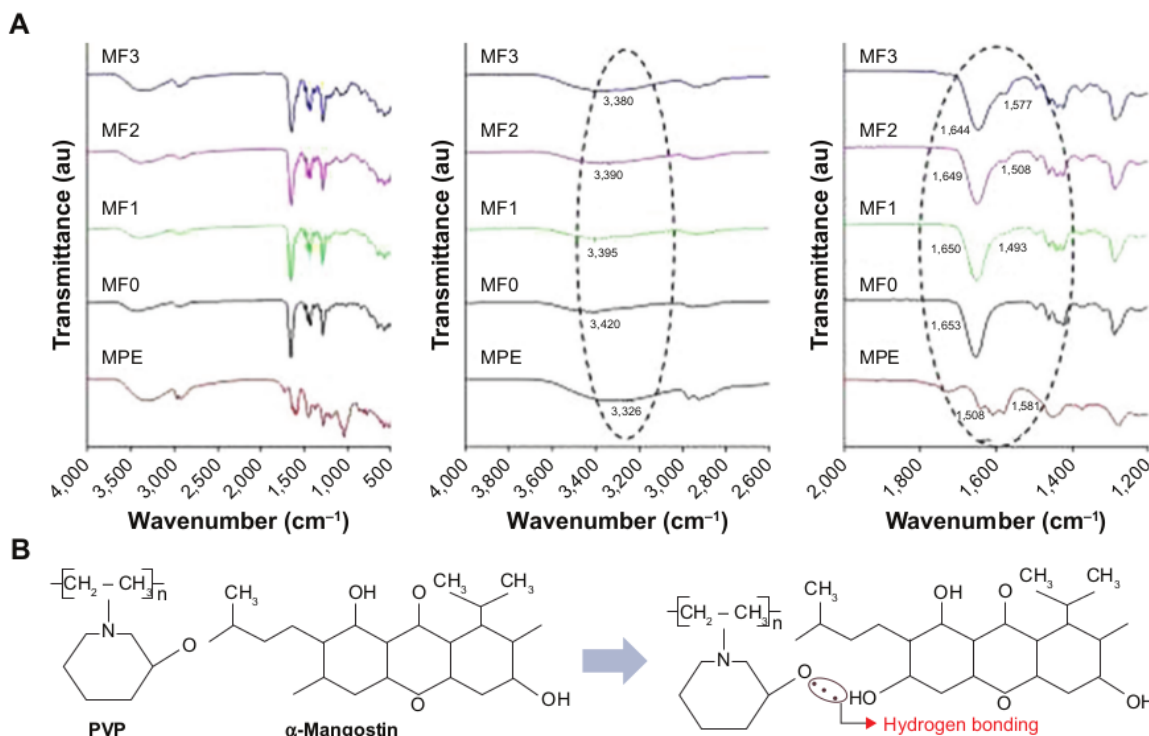 A
MF3
MF2
MF1
MF0
MPE
Transmittance (au)
4,000
3,500
3,000
2,500
2,000
1,500
1,000
500
Wavenumber (cm⁻¹)
MF3
3,380
MF2
3,390
MF1
3,395
MF0
3,420
MPE
3,326
Transmittance (au)
4,000
3,800
3,600
3,400
3,200
3,000
2,800
2,600
Wavenumber (cm⁻¹)
MF3
1,644
1,577
MF2
1,649
1,508
MF1
1,650
1,493
MF0
1,653
MPE
1,508
1,581
Transmittance (au)
2,000
1,800
1,600
1,400
1,200
Wavenumber (cm⁻¹)
B
[CH₂ – CH₃]n
N
O
PVP
CH₃
OH
O
CH₃
CH₃
O
OH
α-Mangostin
[CH₂ – CH₃]n
N
O
CH₃
OH
O
CH₃
CH₃
HO
O
OH
Hydrogen bonding